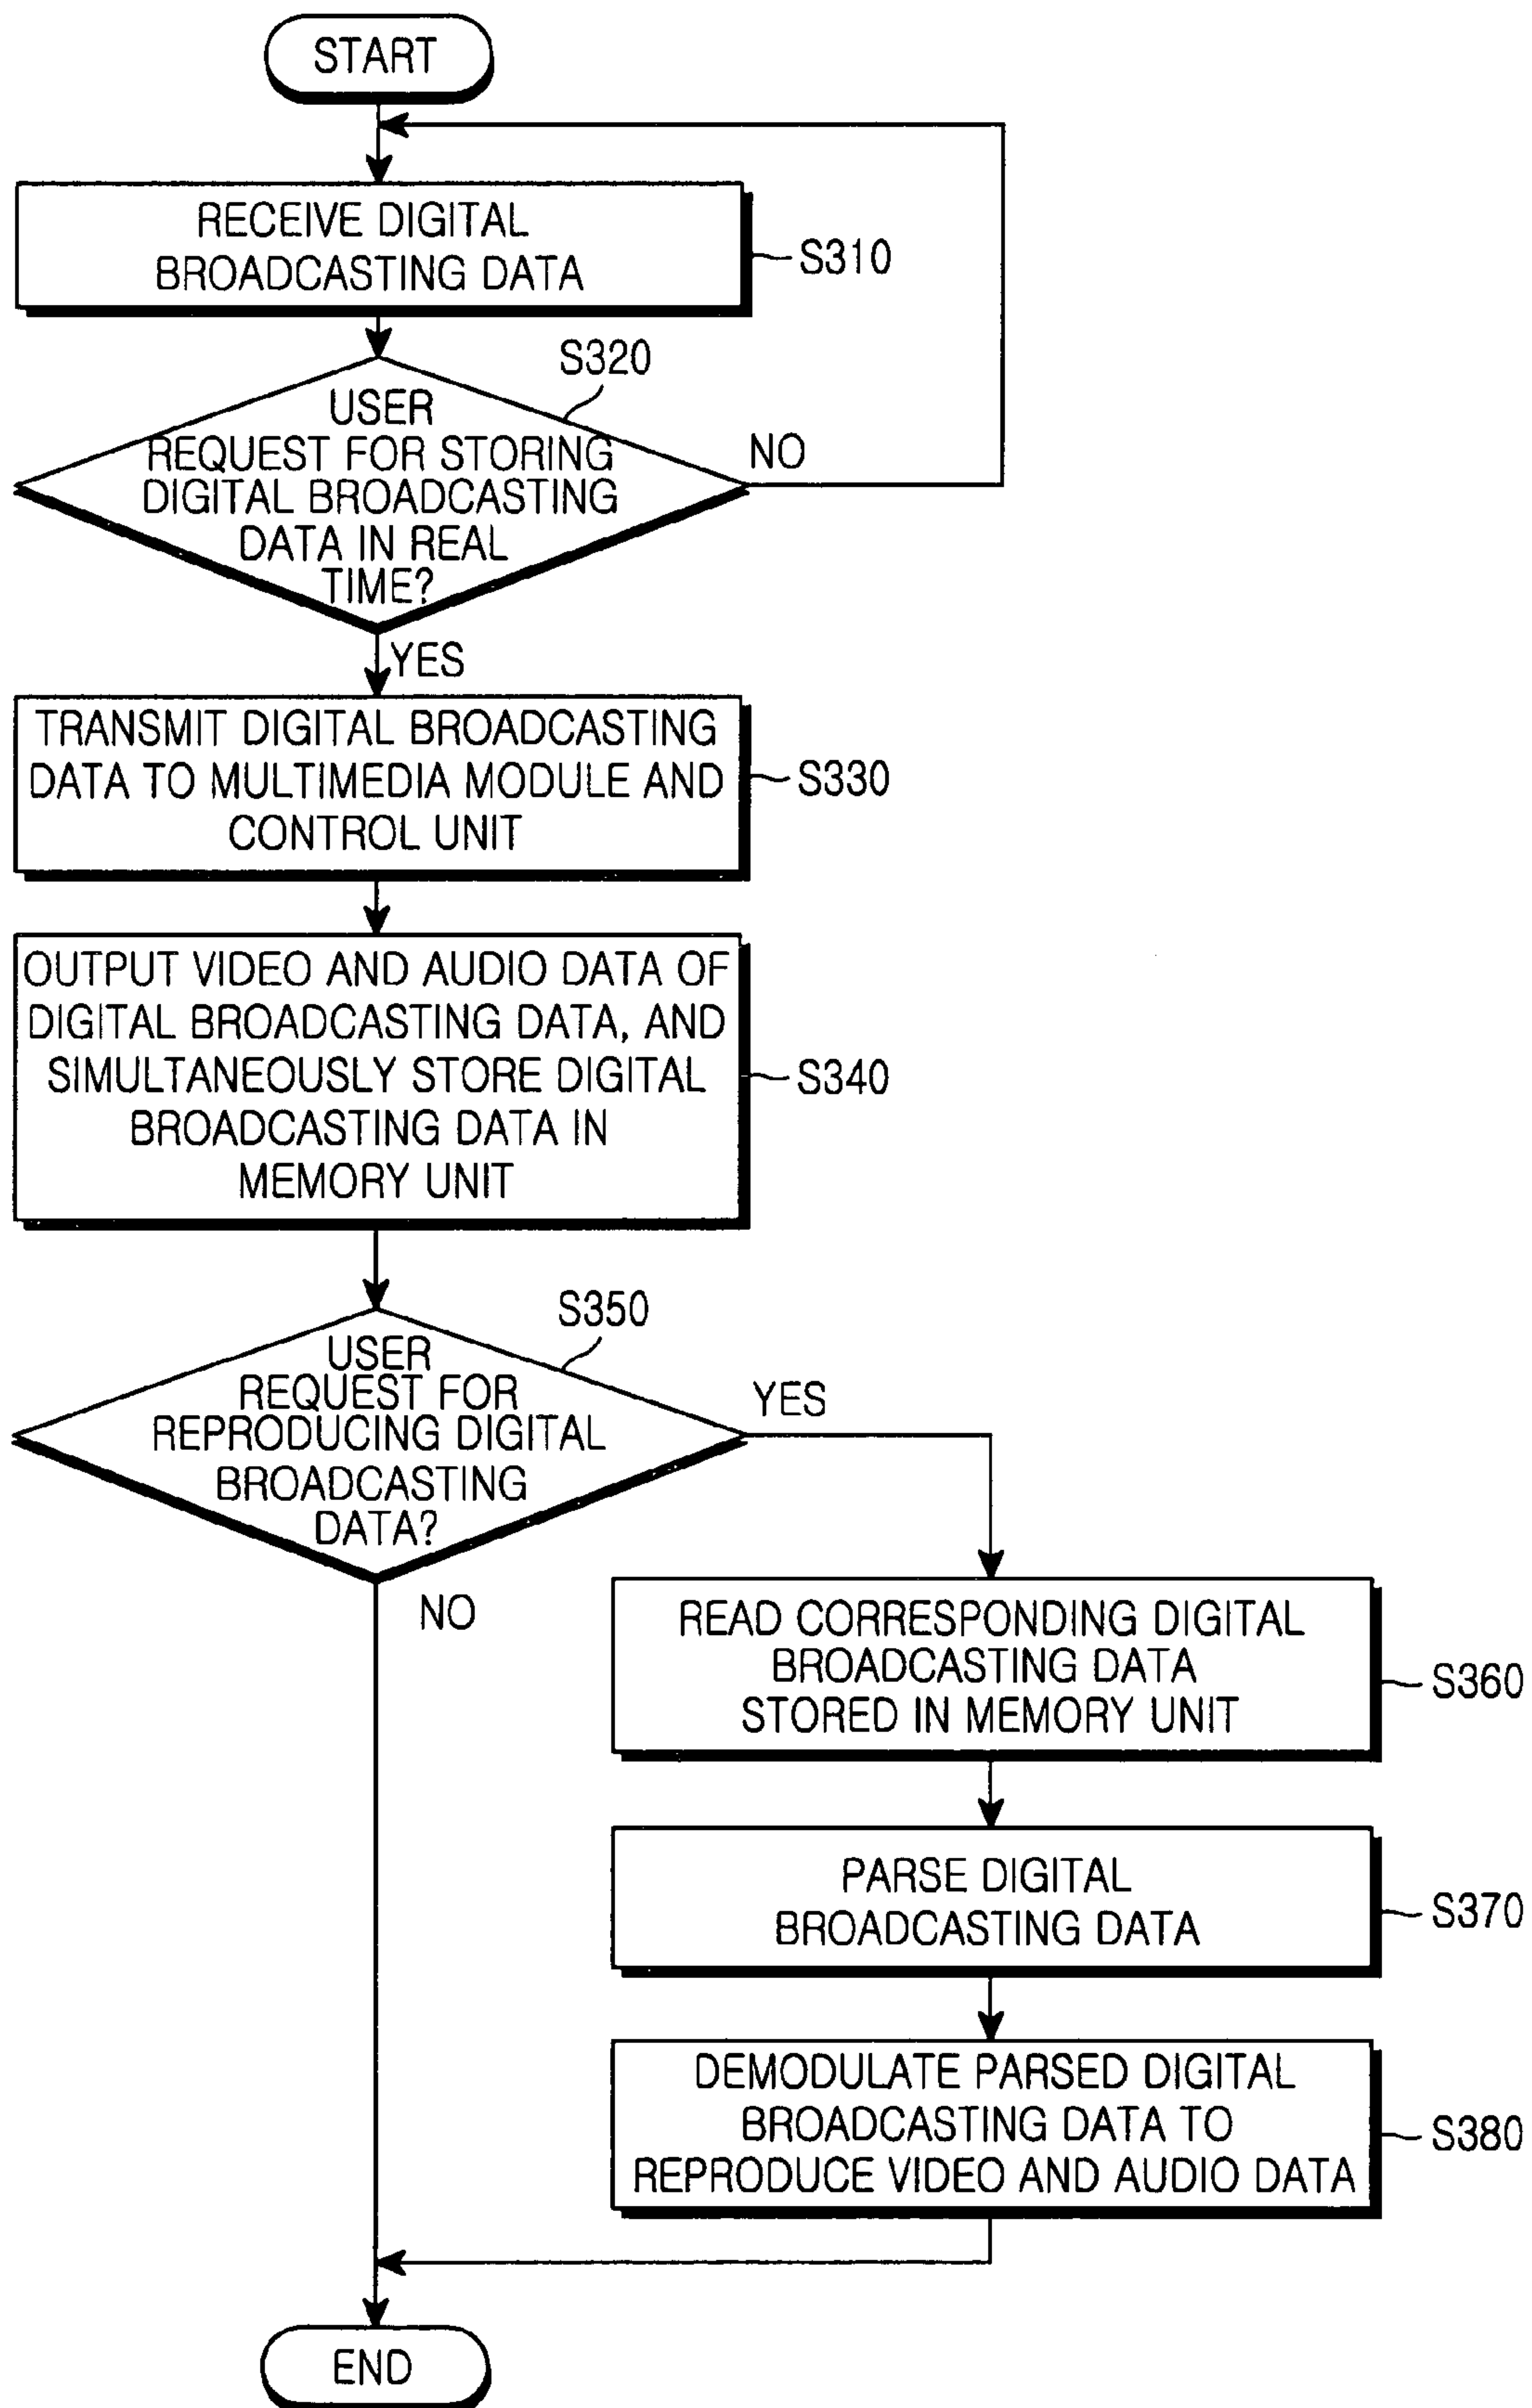 START
RECEIVE DIGITAL
BROADCASTING DATA
S310
S320
USER
REQUEST FOR STORING
DIGITAL BROADCASTING
DATA IN REAL
TIME?
NO
YES
TRANSMIT DIGITAL BROADCASTING
DATA TO MULTIMEDIA MODULE AND
CONTROL UNIT
S330
OUTPUT VIDEO AND AUDIO DATA OF
DIGITAL BROADCASTING DATA, AND
SIMULTANEOUSLY STORE DIGITAL
BROADCASTING DATA IN
MEMORY UNIT
S340
S350
USER
REQUEST FOR
REPRODUCING DIGITAL
BROADCASTING
DATA?
YES
NO
READ CORRESPONDING DIGITAL
BROADCASTING DATA
STORED IN MEMORY UNIT
S360
PARSE DIGITAL
BROADCASTING DATA
S370
DEMODULATE PARSED DIGITAL
BROADCASTING DATA TO
REPRODUCE VIDEO AND AUDIO DATA
S380
END